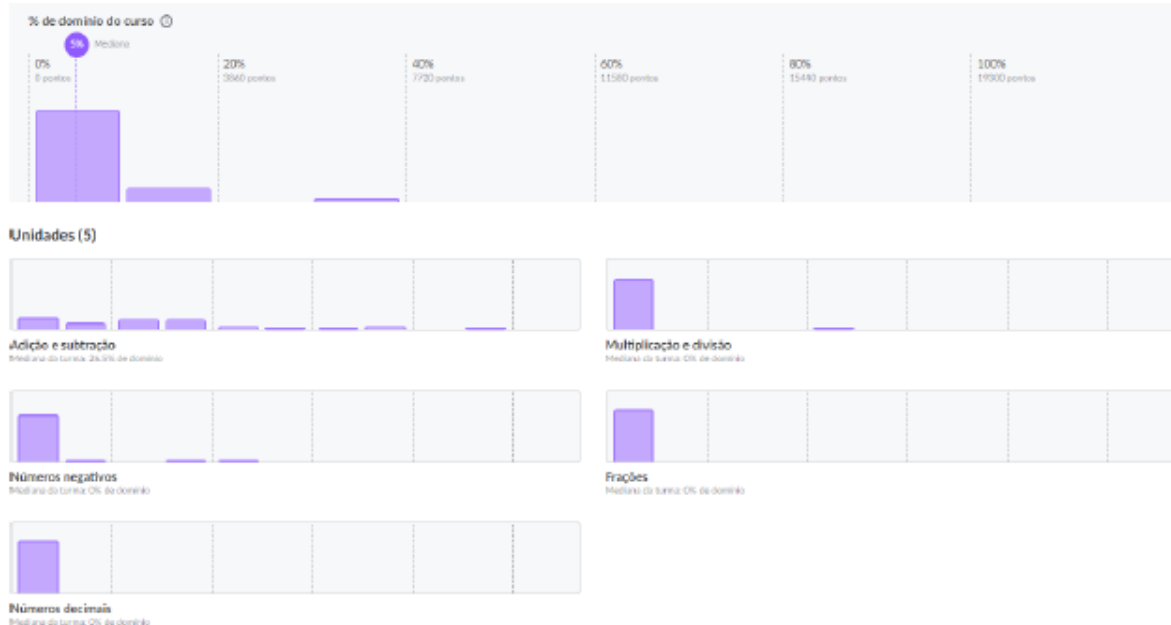 % de domínio do curso
5% Mediana
0% 20% 40% 60% 80% 100%
0 pontos 3860 pontos 7720 pontos 11580 pontos 15440 pontos 19300 pontos
Unidades (5)
Adição e subtração
Mediana da turma: 26.5% de domínio
Multiplicação e divisão
Mediana da turma: 0% de domínio
Números negativos
Mediana da turma: 0% de domínio
Frações
Mediana da turma: 0% de domínio
Números decimais
Mediana da turma: 0% de domínio